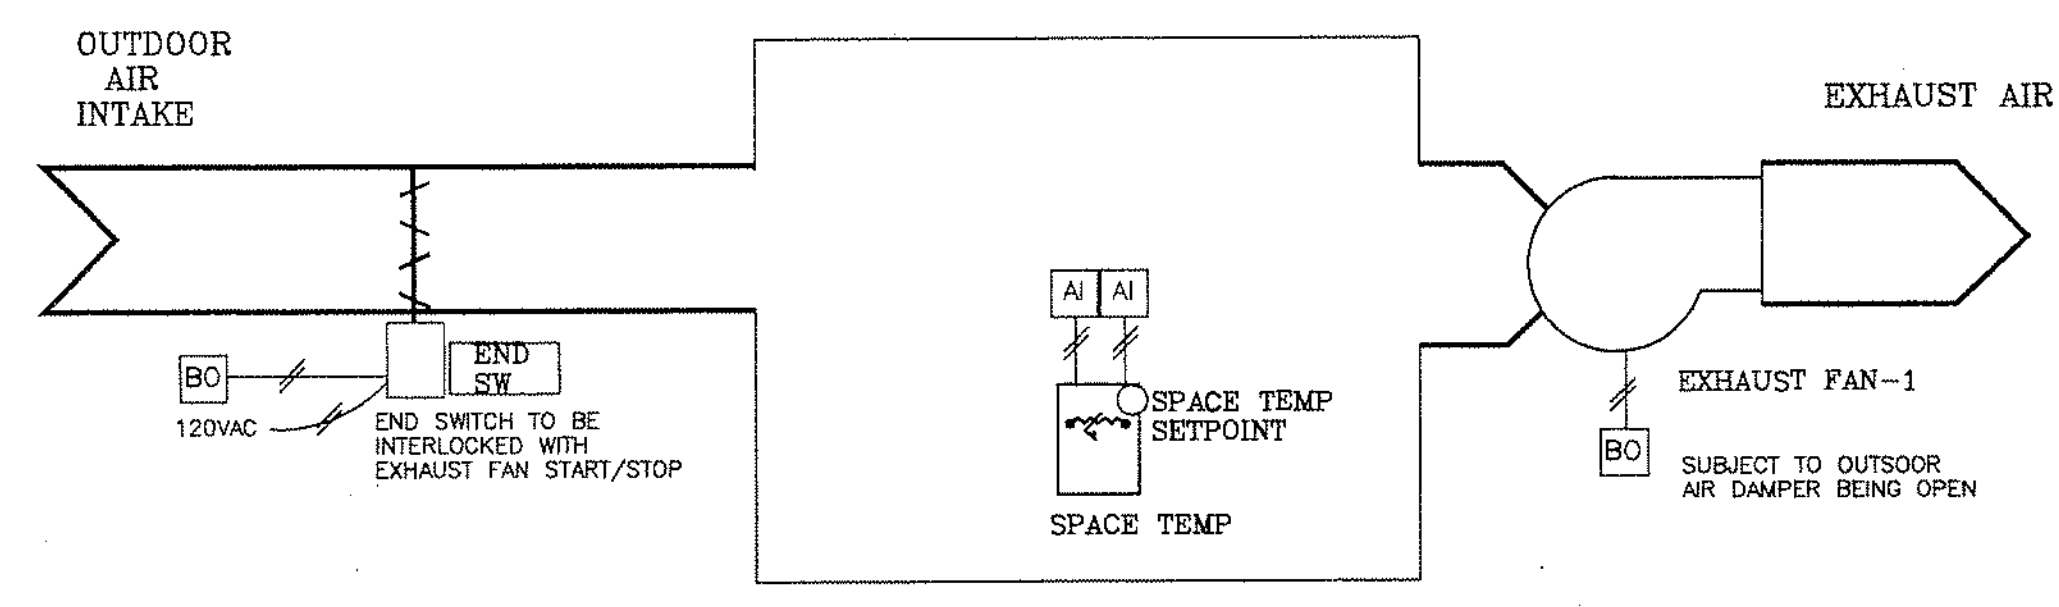 OUTDOOR
AIR
INTAKE
EXHAUST AIR
AI AI
END
SW
BO
120VAC
END SWITCH TO BE
INTERLOCKED WITH
EXHAUST FAN START/STOP
SPACE TEMP
SETPOINT
SPACE TEMP
EXHAUST FAN-1
BO
SUBJECT TO OUTSOOR
AIR DAMPER BEING OPEN